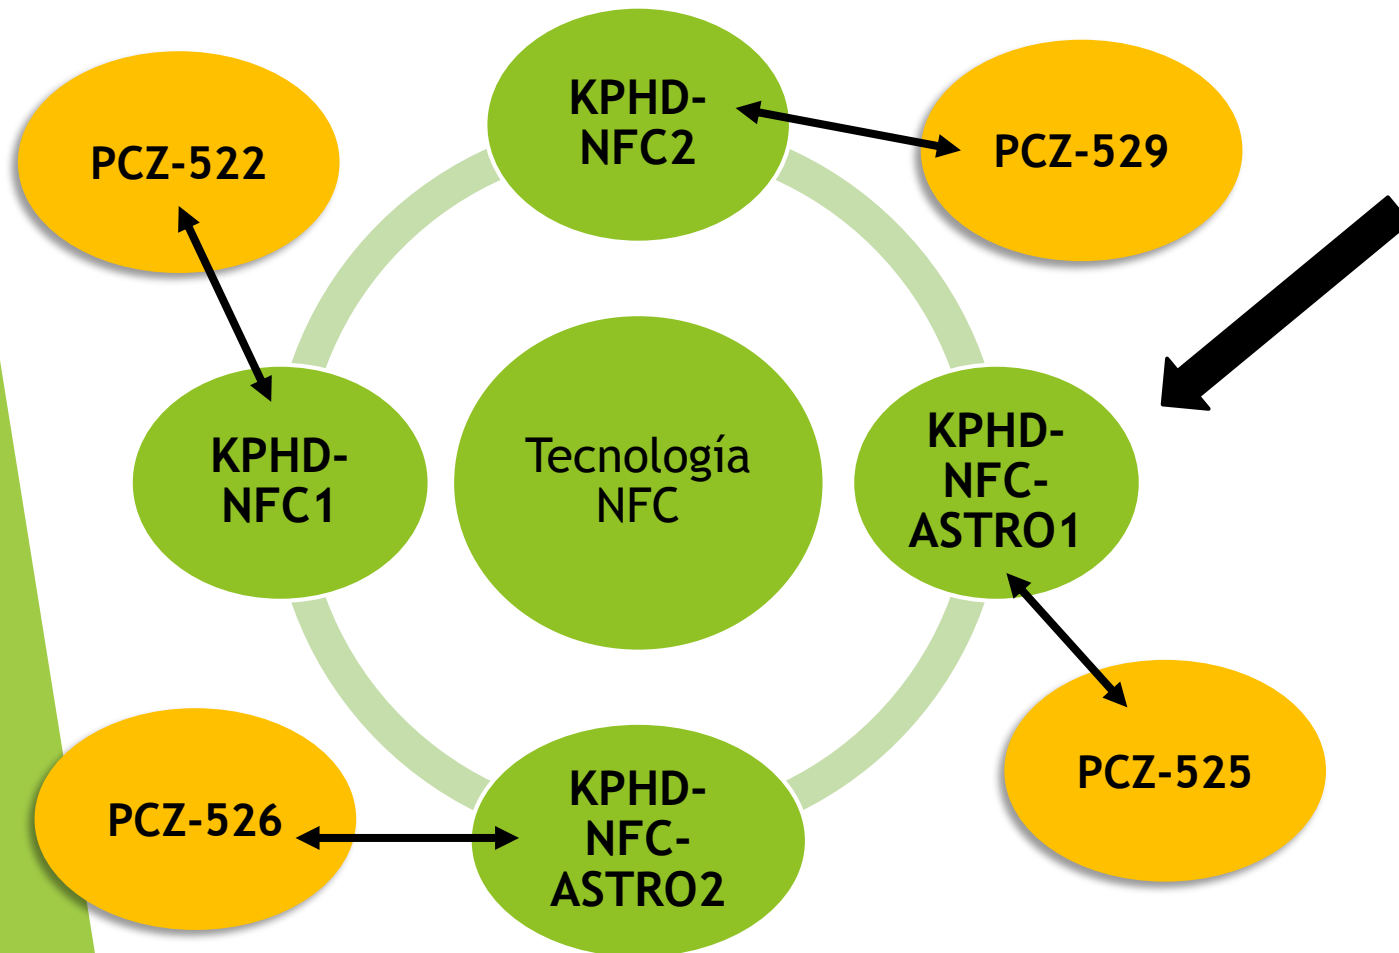 KPHD-
NFC2
PCZ-522
PCZ-529
KPHD-
NFC1
Tecnología
NFC
KPHD-
NFC-
ASTRO1
PCZ-526
KPHD-
NFC-
ASTRO2
PCZ-525